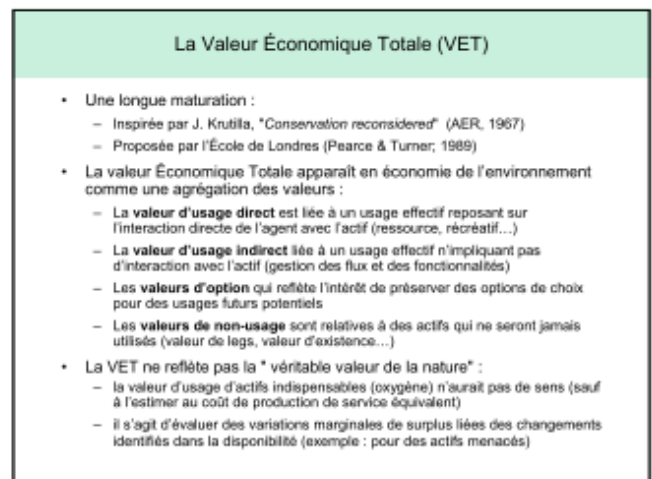 La Valeur Économique Totale (VET)
• Une longue maturation :
– Inspirée par J. Krutilla, "Conservation reconsidered" (AER, 1967)
– Proposée par l'École de Londres (Pearce & Turner; 1989)
• La valeur Économique Totale apparaît en économie de l'environnement
comme une agrégation des valeurs :
– La valeur d'usage direct est liée à un usage effectif reposant sur
l'interaction directe de l'agent avec l'actif (ressource, récréatif…)
– La valeur d'usage indirect liée à un usage effectif n'impliquant pas
d'interaction avec l'actif (gestion des flux et des fonctionnalités)
– Les valeurs d'option qui reflète l'intérêt de préserver des options de choix
pour des usages futurs potentiels
– Les valeurs de non-usage sont relatives à des actifs qui ne seront jamais
utilisés (valeur de legs, valeur d'existence…)
• La VET ne reflète pas la " véritable valeur de la nature" :
– la valeur d'usage d'actifs indispensables (oxygène) n'aurait pas de sens (sauf
à l'estimer au coût de production de service équivalent)
– il s'agit d'évaluer des variations marginales de surplus liées des changements
identifiés dans la disponibilité (exemple : pour des actifs menacés)